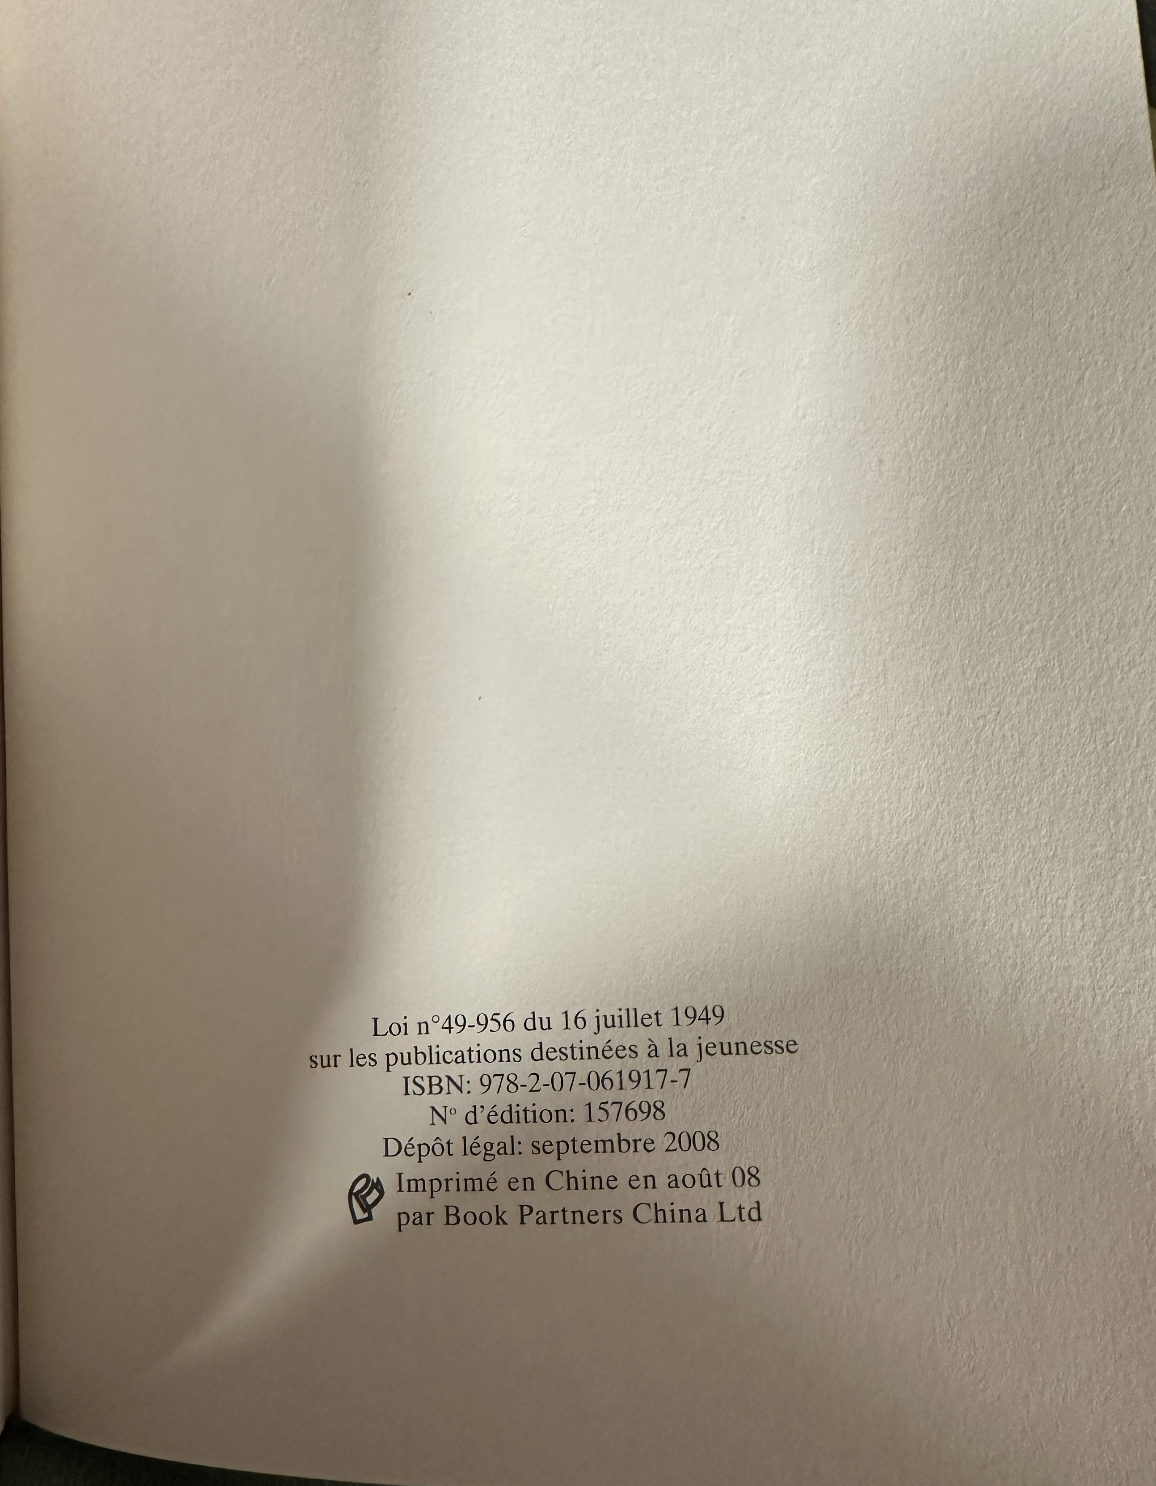 Loi n°49-956 du 16 juillet 1949
sur les publications destinées à la jeunesse
ISBN: 978-2-07-061917-7
Nº d'édition: 157698
Dépôt légal: septembre 2008
Imprimé en Chine en août 08
par Book Partners China Ltd